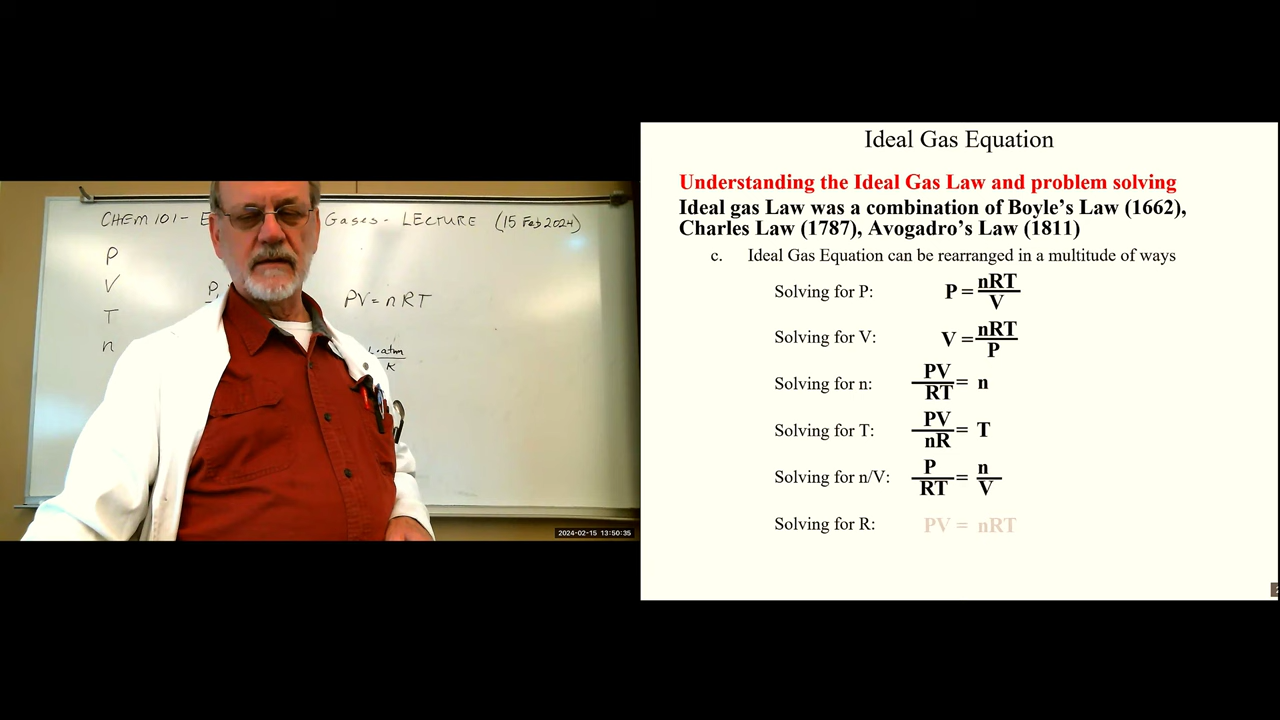 CHEM 101- E Gases - LECTURE (15 Feb 2024)
P
V
T
n
P
PV = nRT
L·atm
K
2024-02-15 13:50:35
Ideal Gas Equation
Understanding the Ideal Gas Law and problem solving
Ideal gas Law was a combination of Boyle's Law (1662),
Charles Law (1787), Avogadro's Law (1811)
c. Ideal Gas Equation can be rearranged in a multitude of ways
Solving for P: P = nRT
V
Solving for V: V = nRT
P
Solving for n: PV
RT = n
Solving for T: PV
nR = T
Solving for n/V: P = n
RT V
Solving for R: PV = nRT